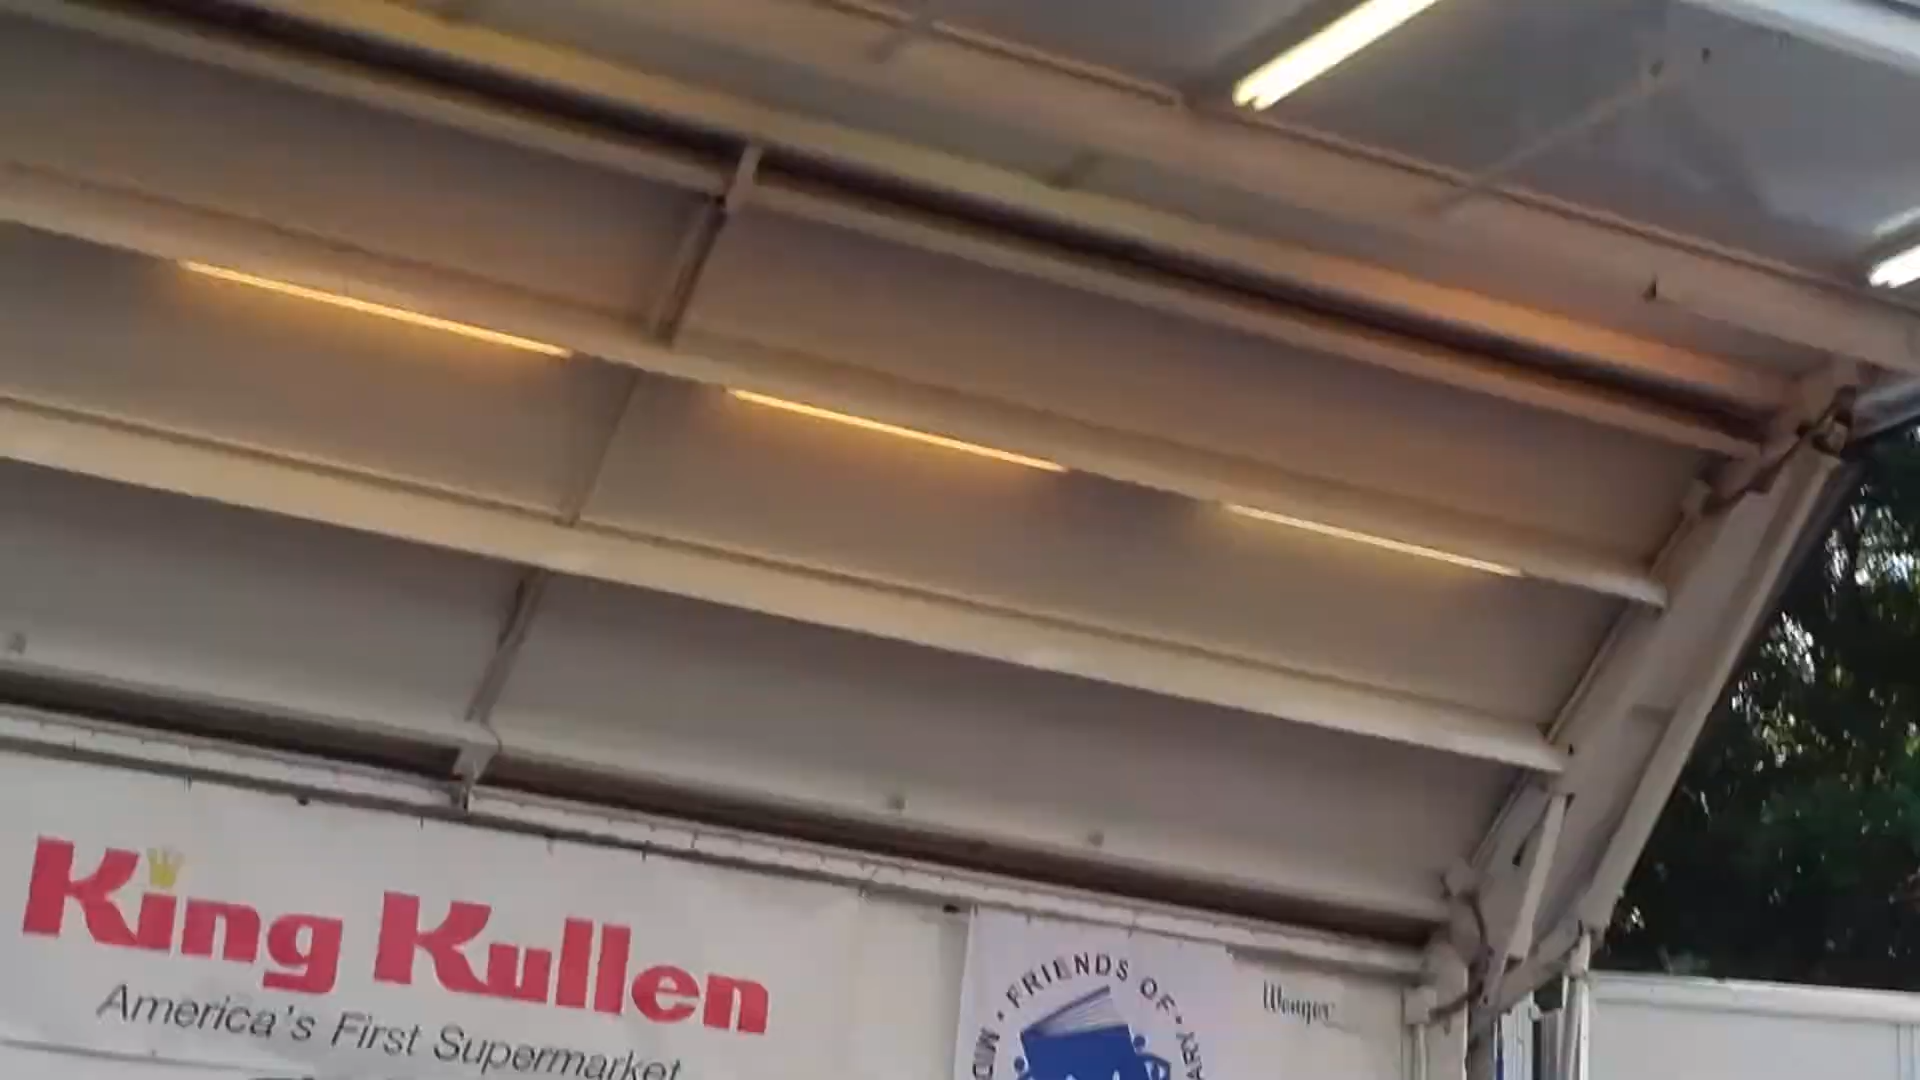 King Kullen
America's First Supermarket
• FRIENDS OF •
Wenger